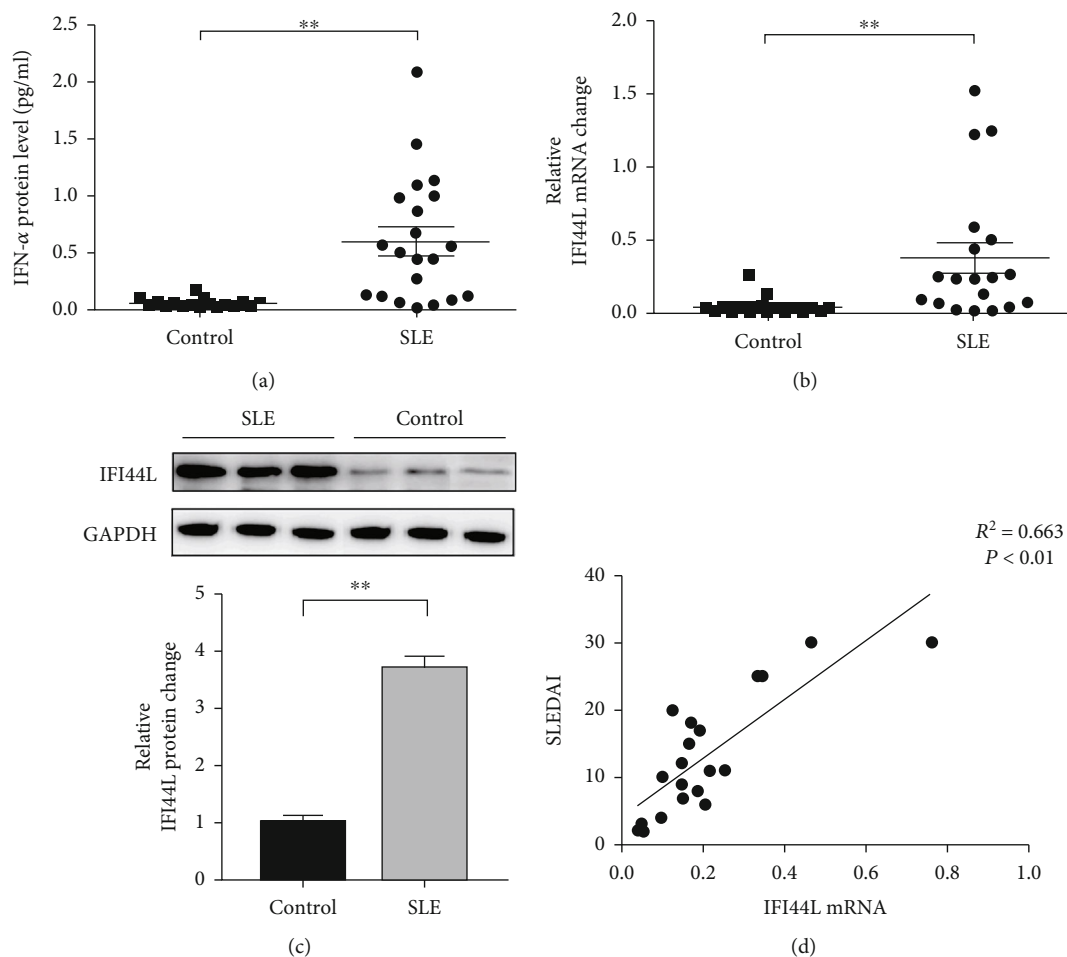 2.5
2.0
1.5
1.0
0.5
0.0
IFN-α protein level (pg/ml)
**
Control
SLE
(a)
2.0
1.5
1.0
0.5
0.0
Relative
IFI44L mRNA change
**
Control
SLE
(b)
SLE
Control
IFI44L
GAPDH
5
4
3
2
1
0
Relative
IFI44L protein change
**
Control
SLE
(c)
R² = 0.663
P < 0.01
40
30
20
10
0
SLEDAI
0.0
0.2
0.4
0.6
0.8
1.0
IFI44L mRNA
(d)